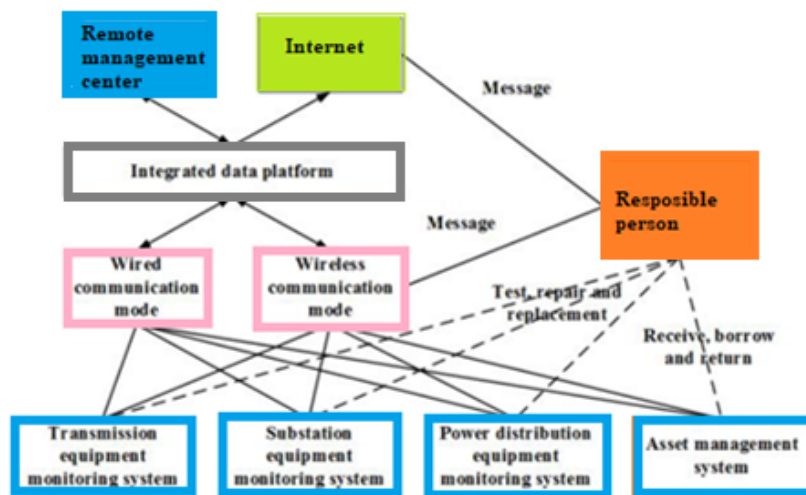 Remote
management
center
Internet
Message
Integrated data platform
Resposible
person
Message
Wired
communication
mode
Wireless
communication
mode
Test, repair and
replacement
Receive, borrow
and return
Transmission
equipment
monitoring system
Substation
equipment
monitoring system
Power distribution
equipment
monitoring system
Asset management
system